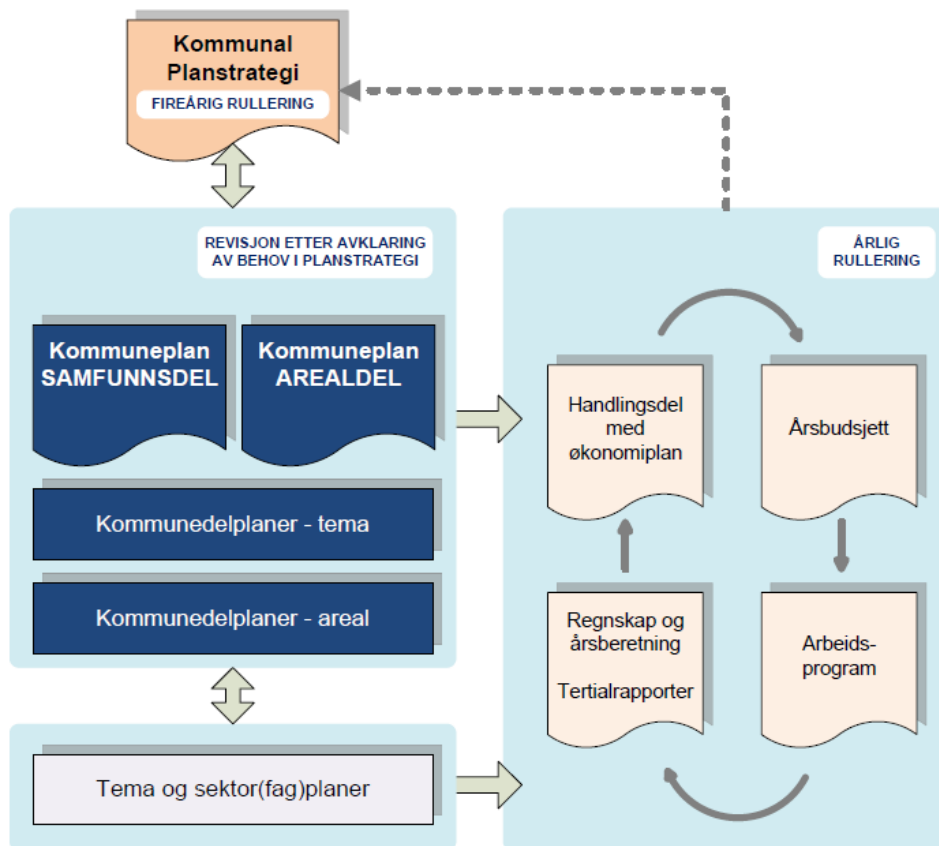 Kommunal
Planstrategi
FIREÅRIG RULLERING
REVISJON ETTER AVKLARING
AV BEHOV I PLANSTRATEGI
Kommuneplan
SAMFUNNSDEL
Kommuneplan
AREALDEL
Kommunedelplaner - tema
Kommunedelplaner - areal
Tema og sektor(fag)planer
ÅRLIG
RULLERING
Handlingsdel
med
økonomiplan
Årsbudsjett
Regnskap og
årsberetning
Tertialrapporter
Arbeids-
program